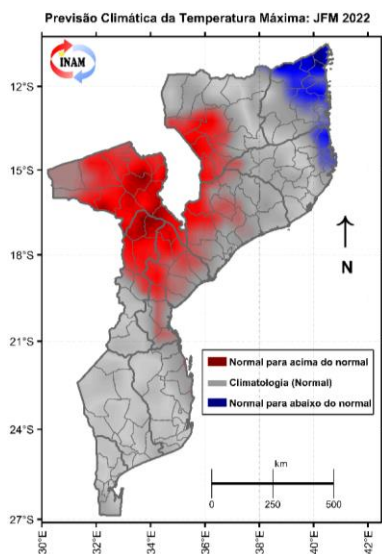 Previsão Climática da Temperatura Máxima: JFM 2022
INAM
12°S
15°S
18°S
21°S
24°S
27°S
N
Normal para acima do normal
Climatologia (Normal)
Normal para abaixo do normal
km
0 250 500
30°E 32°E 34°E 36°E 38°E 40°E 42°E